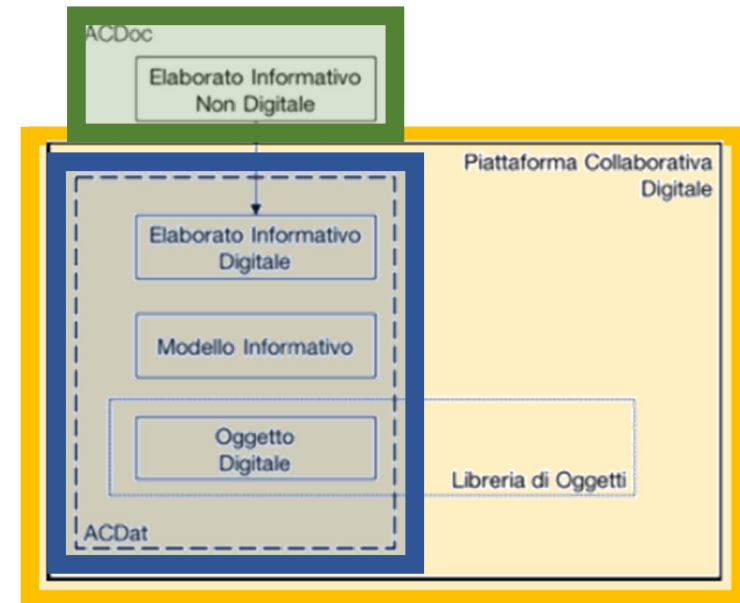 ACDoc
Elaborato Informativo
Non Digitale
Piattaforma Collaborativa
Digitale
Elaborato Informativo
Digitale
Modello Informativo
Oggetto
Digitale
Libreria di Oggetti
ACDat